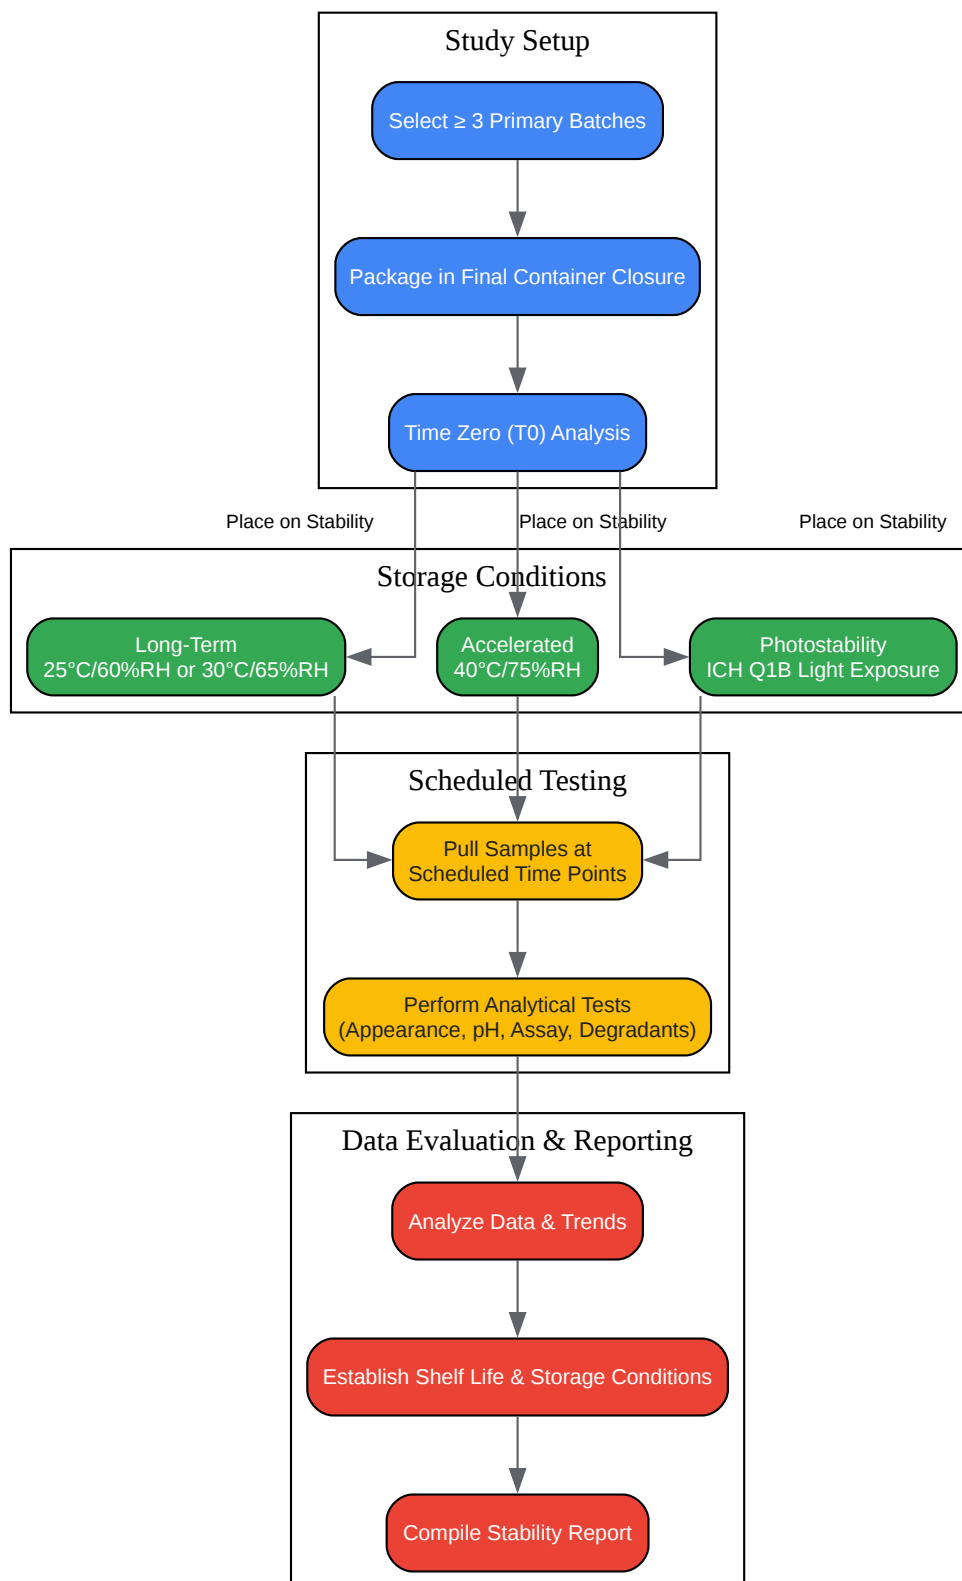 Study Setup
Select ≥ 3 Primary Batches
Package in Final Container Closure
Time Zero (T0) Analysis
Place on Stability
Place on Stability
Place on Stability
Storage Conditions
Long-Term
25°C/60%RH or 30°C/65%RH
Accelerated
40°C/75%RH
Photostability
ICH Q1B Light Exposure
Scheduled Testing
Pull Samples at
Scheduled Time Points
Perform Analytical Tests
(Appearance, pH, Assay, Degradants)
Data Evaluation & Reporting
Analyze Data & Trends
Establish Shelf Life & Storage Conditions
Compile Stability Report